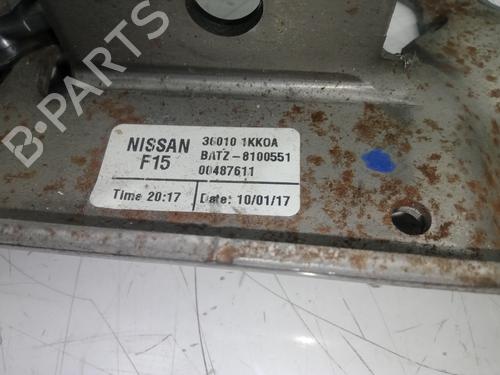 B-PARTS
NISSAN
F15
36010 1KK0A
BATZ-8100551
00487611
Time 20:17
Date: 10/01/17